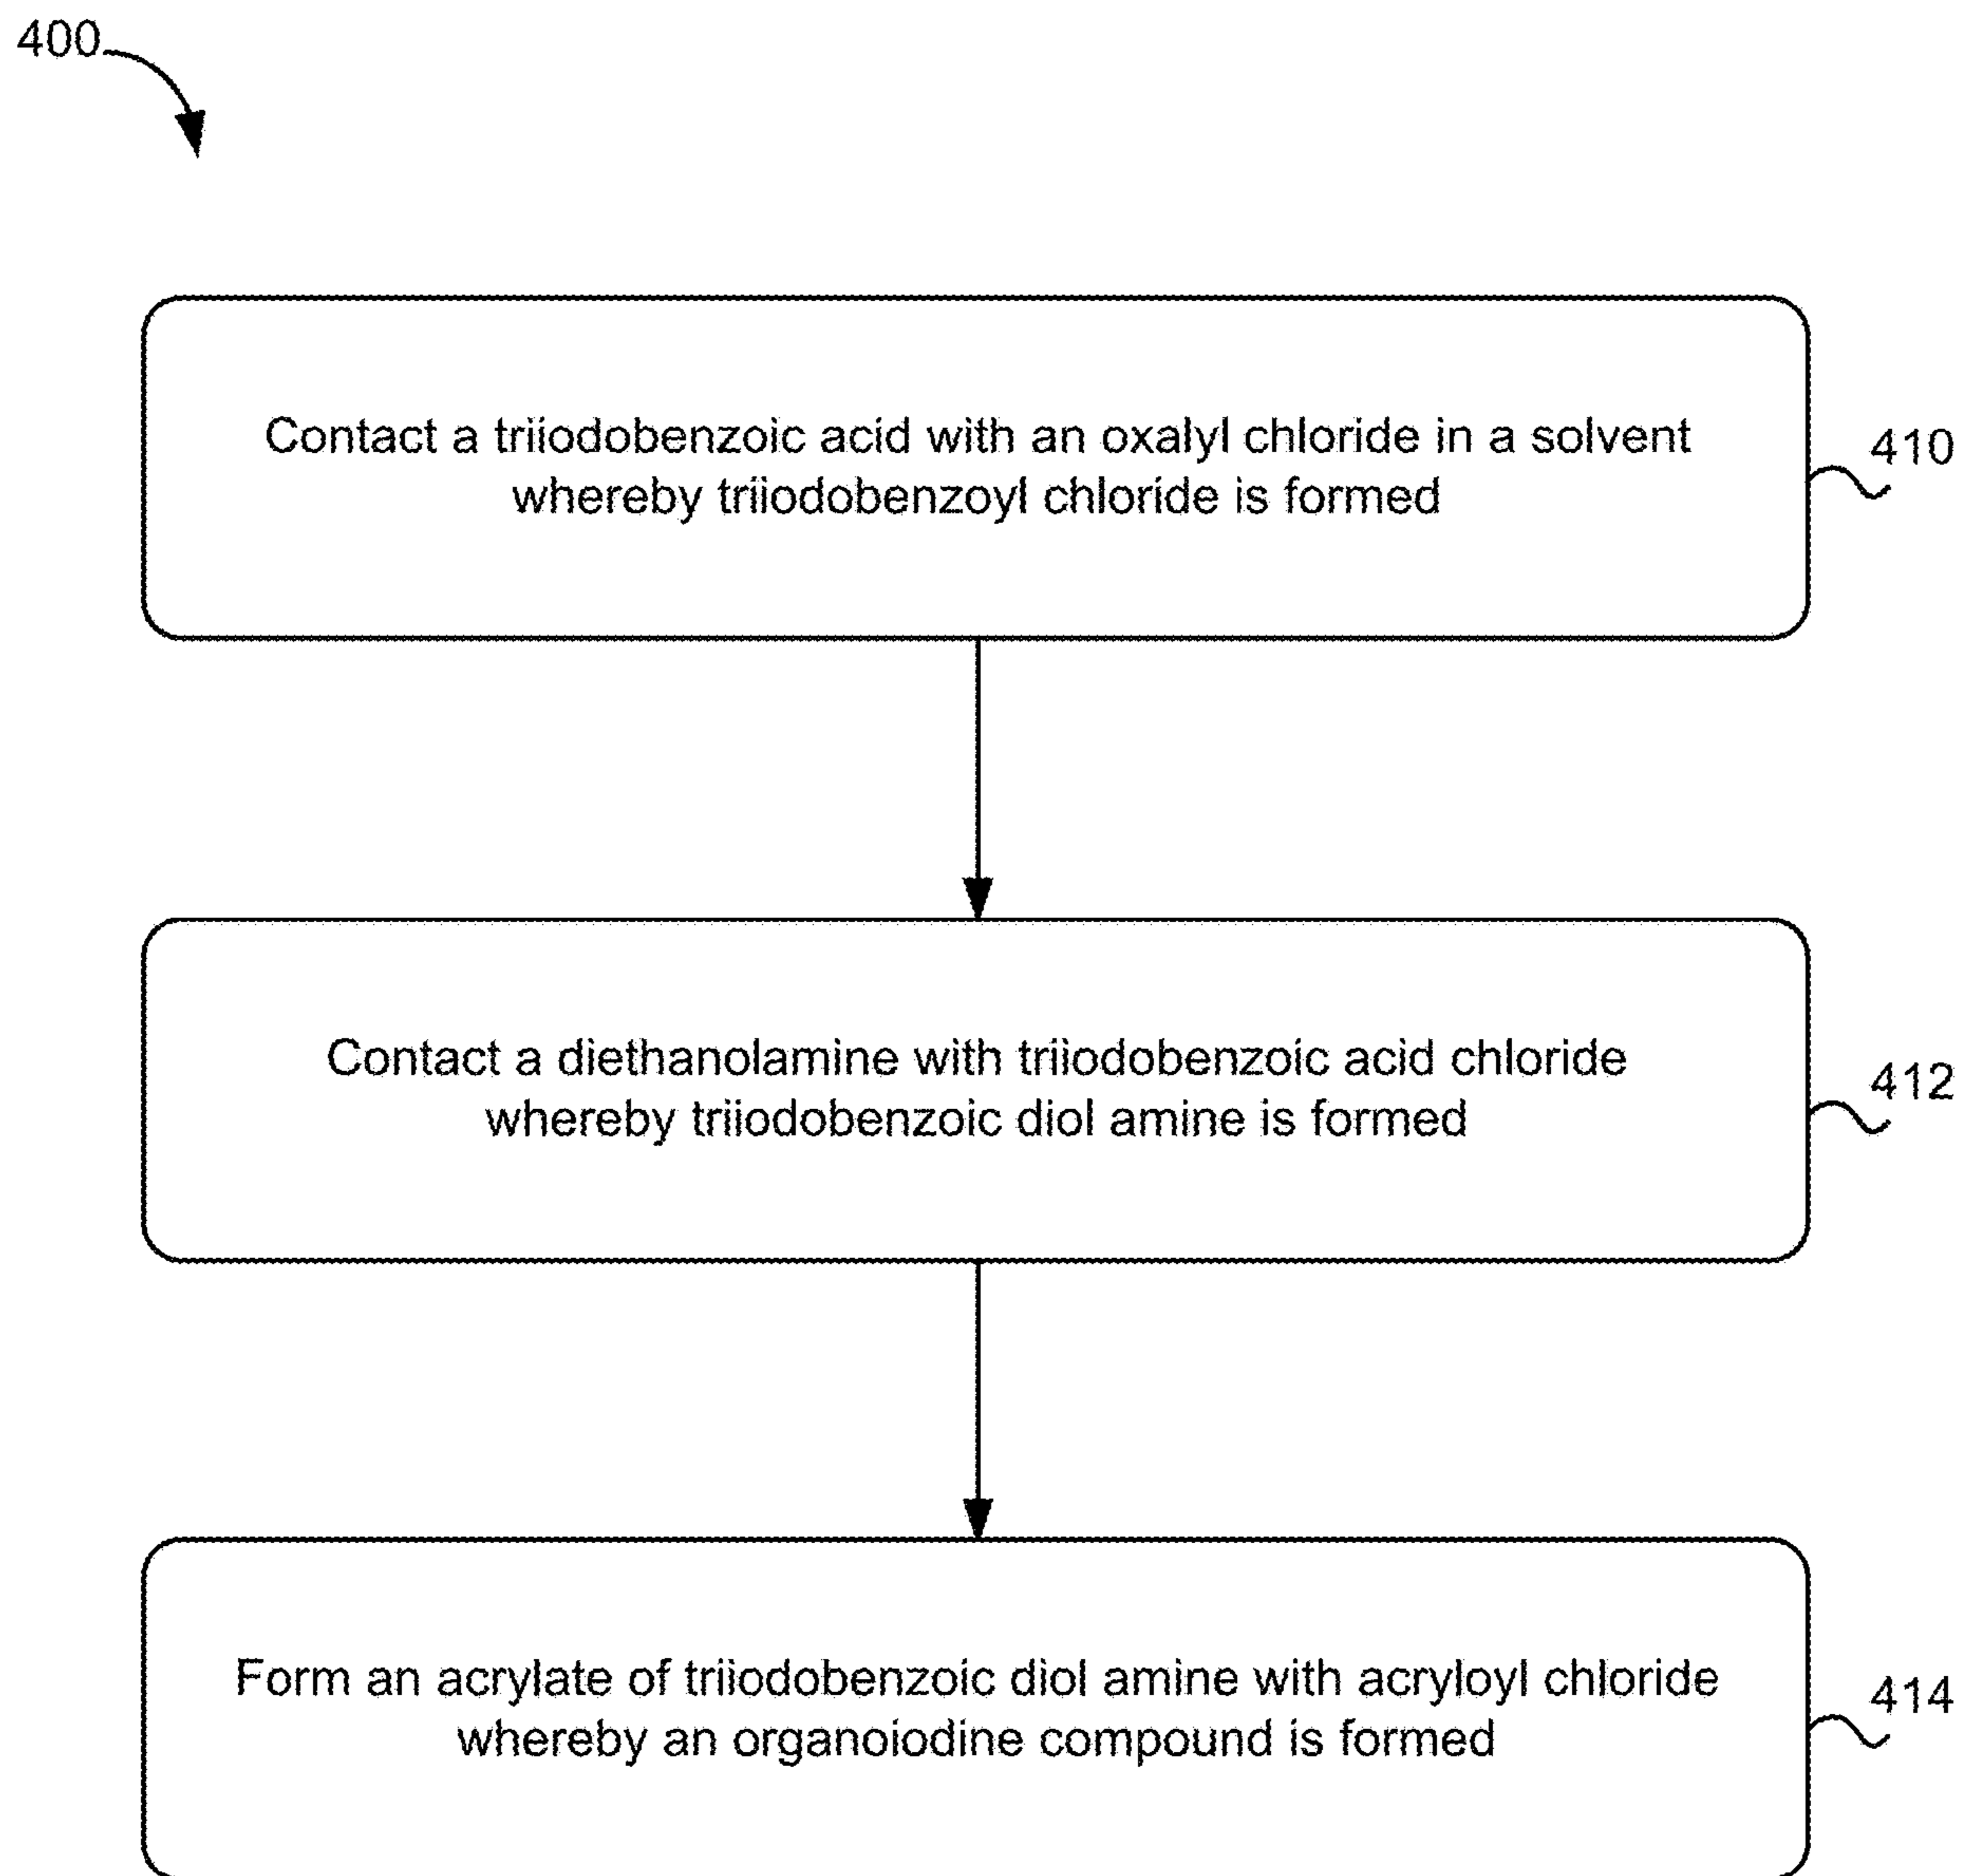 400
Contact a triiodobenzoic acid with an oxalyl chloride in a solvent
whereby triiodobenzoyl chloride is formed
410
Contact a diethanolamine with triiodobenzoic acid chloride
whereby triiodobenzoic diol amine is formed
412
Form an acrylate of triiodobenzoic diol amine with acryloyl chloride
whereby an organoiodine compound is formed
414